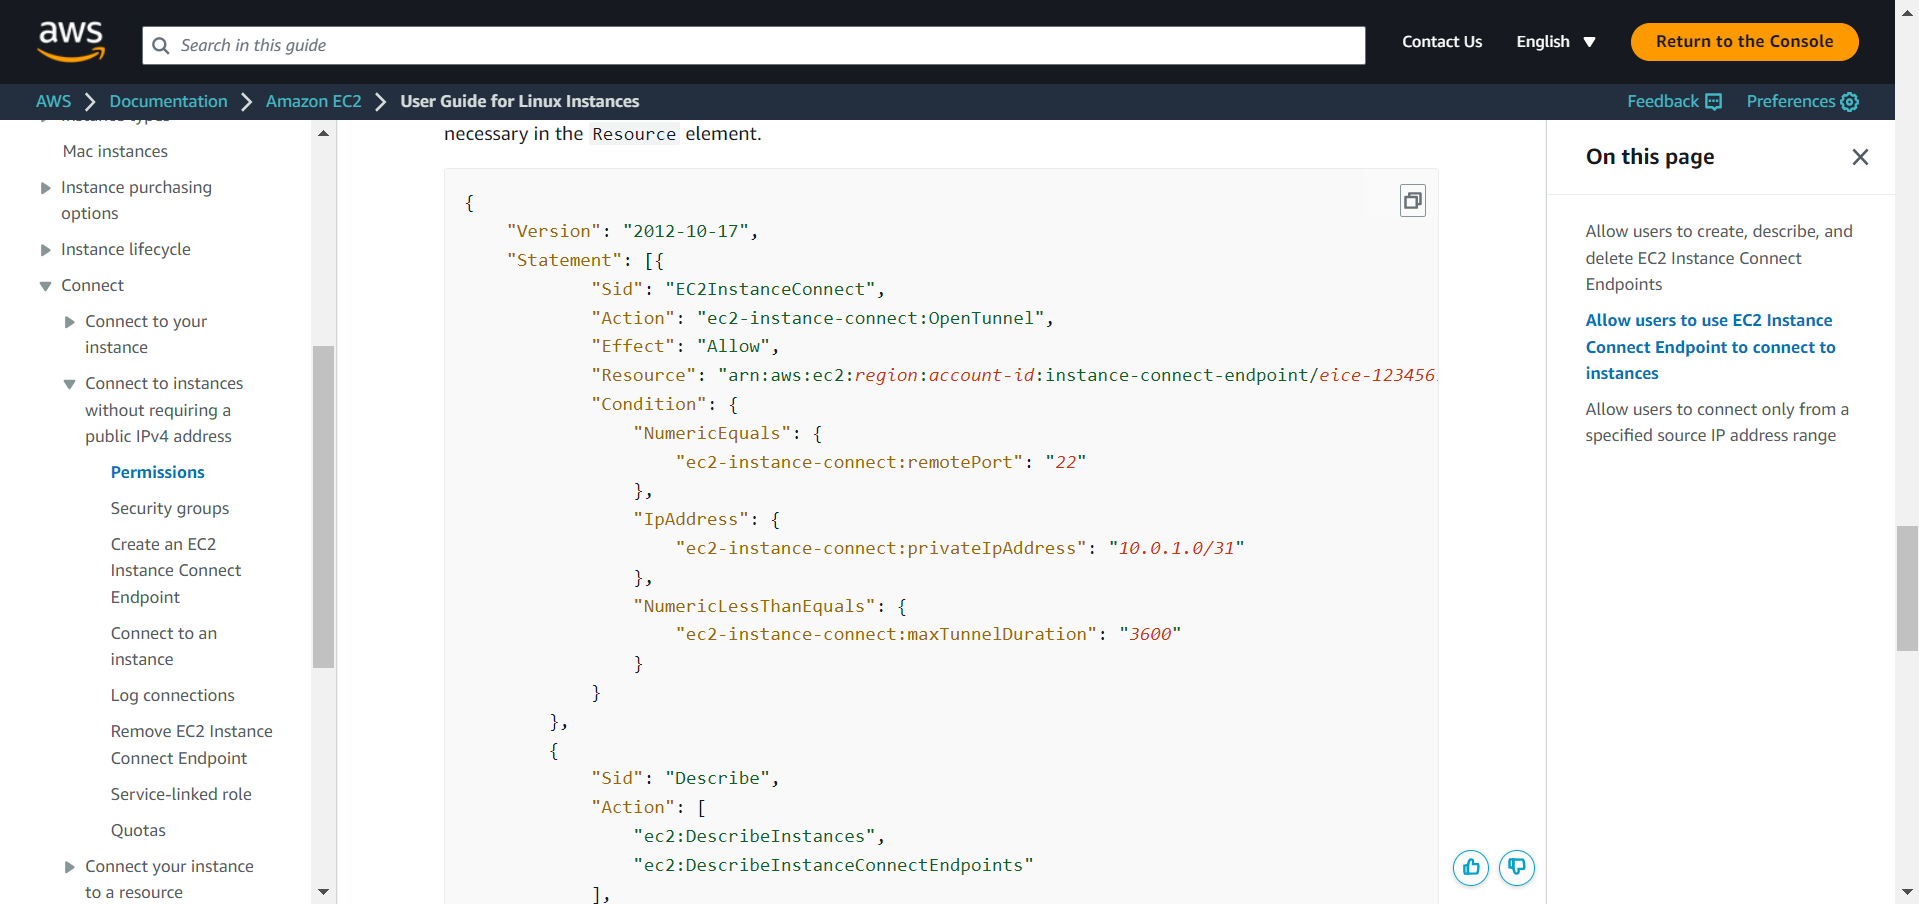 aws
Search in this guide
Contact Us
English
Return to the Console
AWS
Documentation
Amazon EC2
User Guide for Linux Instances
Feedback
Preferences
Instance types
Mac instances
Instance purchasing
options
Instance lifecycle
Connect
Connect to your
instance
Connect to instances
without requiring a
public IPv4 address
Permissions
Security groups
Create an EC2
Instance Connect
Endpoint
Connect to an
instance
Log connections
Remove EC2 Instance
Connect Endpoint
Service-linked role
Quotas
Connect your instance
to a resource
necessary in the Resource element.
{
"Version": "2012-10-17",
"Statement": [{
"Sid": "EC2InstanceConnect",
"Action": "ec2-instance-connect:OpenTunnel",
"Effect": "Allow",
"Resource": "arn:aws:ec2:region:account-id:instance-connect-endpoint/eice-123456
"Condition": {
"NumericEquals": {
"ec2-instance-connect:remotePort": "22"
},
"IpAddress": {
"ec2-instance-connect:privateIpAddress": "10.0.1.0/31"
},
"NumericLessThanEquals": {
"ec2-instance-connect:maxTunnelDuration": "3600"
}
}
},
{
"Sid": "Describe",
"Action": [
"ec2:DescribeInstances",
"ec2:DescribeInstanceConnectEndpoints"
],
On this page
Allow users to create, describe, and
delete EC2 Instance Connect
Endpoints
Allow users to use EC2 Instance
Connect Endpoint to connect to
instances
Allow users to connect only from a
specified source IP address range